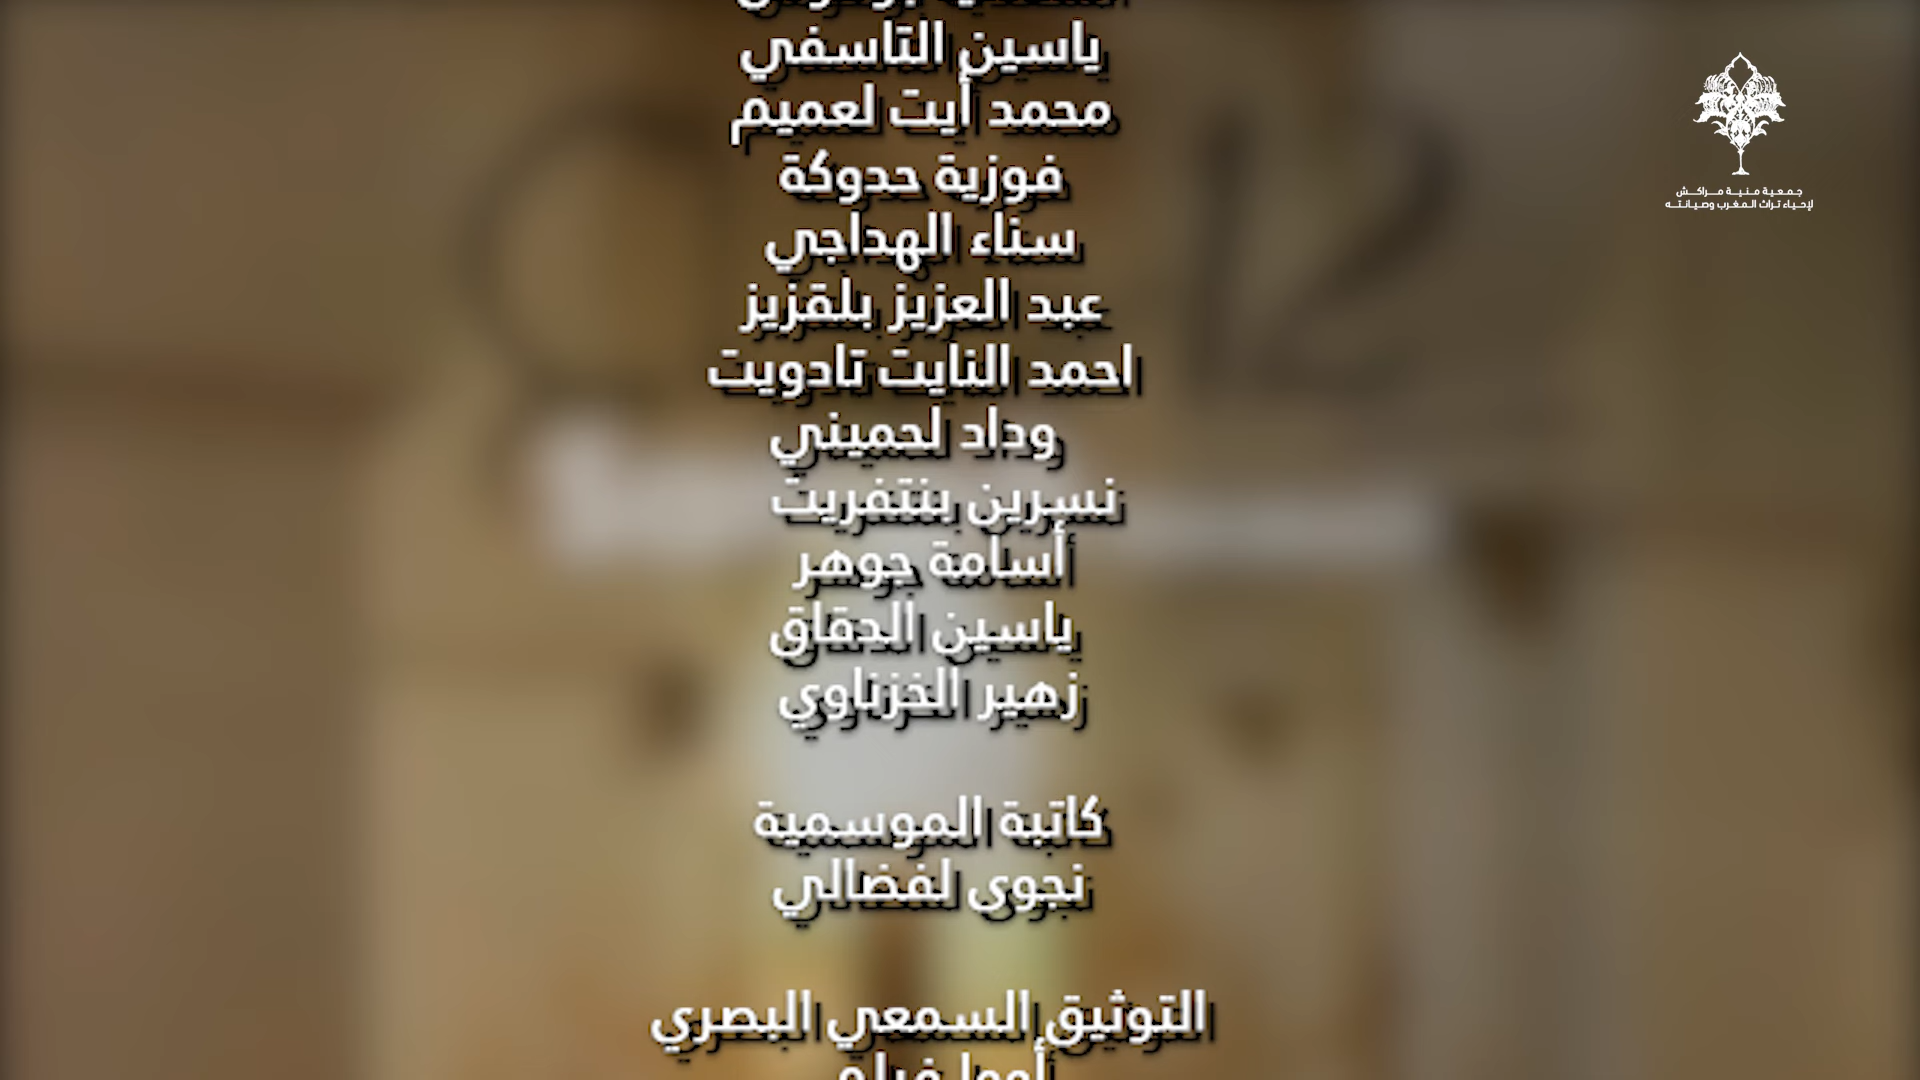 ياسين التاسفي
محمد أيت لعميم
فوزية حدوكة
سناء الهداجي
عبد العزيز بلقزيز
احمد النايت تادويت
وداد لحميني
نسرين بنتفريت
أسامة جوهر
ياسين الدقاق
زهير الخزناوي
كاتبة الموسمية
نجوى لفضالي
التوثيق السمعي البصري
جمعية منية مراكش
لإحياء تراث المغرب وصيانته